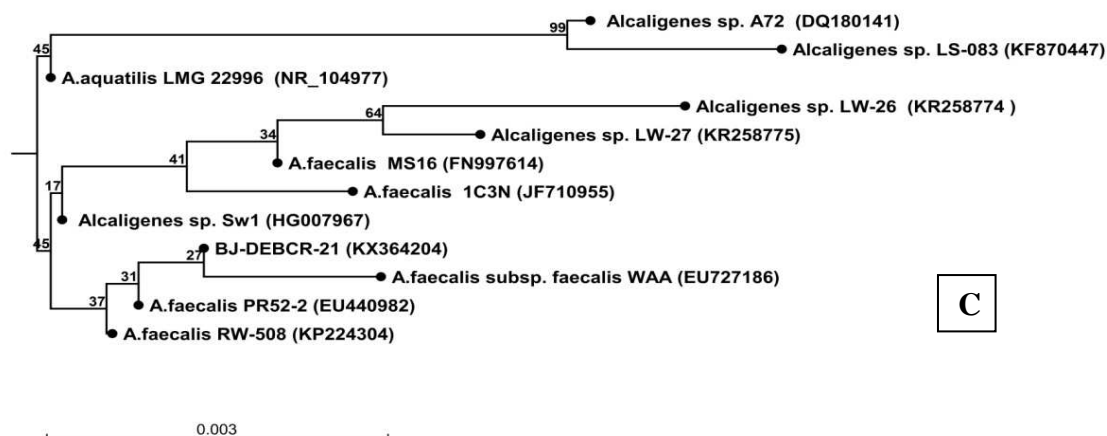 99
Alcaligenes sp. A72 (DQ180141)
45
Alcaligenes sp. LS-083 (KF870447)
A.aquatilis LMG 22996 (NR_104977)
64
Alcaligenes sp. LW-26 (KR258774 )
34
Alcaligenes sp. LW-27 (KR258775)
41
A.faecalis MS16 (FN997614)
17
A.faecalis 1C3N (JF710955)
Alcaligenes sp. Sw1 (HG007967)
45
27
BJ-DEBCR-21 (KX364204)
31
A.faecalis subsp. faecalis WAA (EU727186)
37
A.faecalis PR52-2 (EU440982)
A.faecalis RW-508 (KP224304)
C
0.003